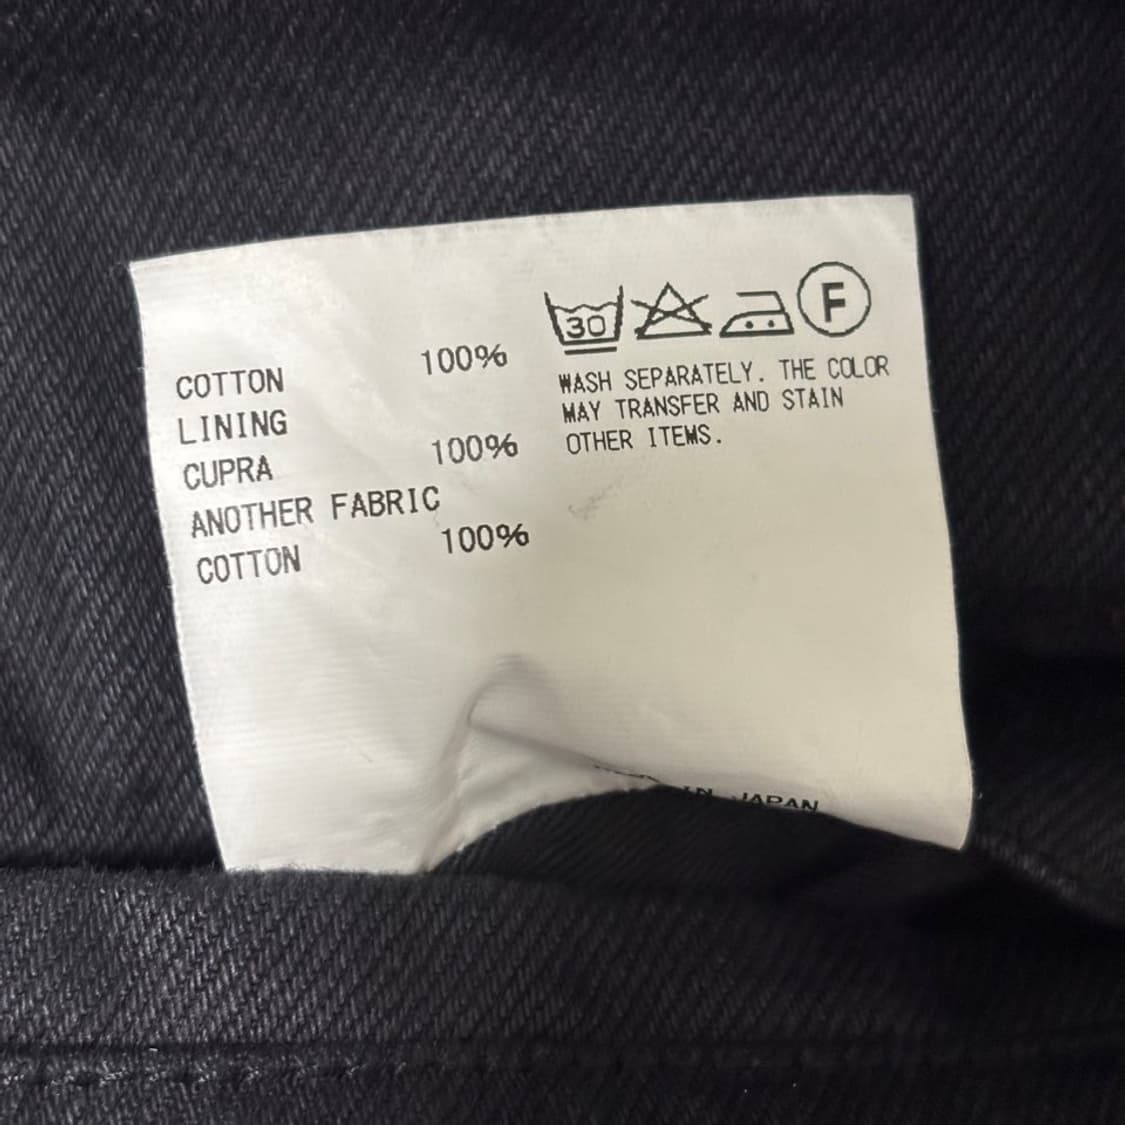 COTTON 100%
LINING
CUPRA 100%
ANOTHER FABRIC
COTTON 100%
30 F
WASH SEPARATELY. THE COLOR
MAY TRANSFER AND STAIN
OTHER ITEMS.
IN JAPAN